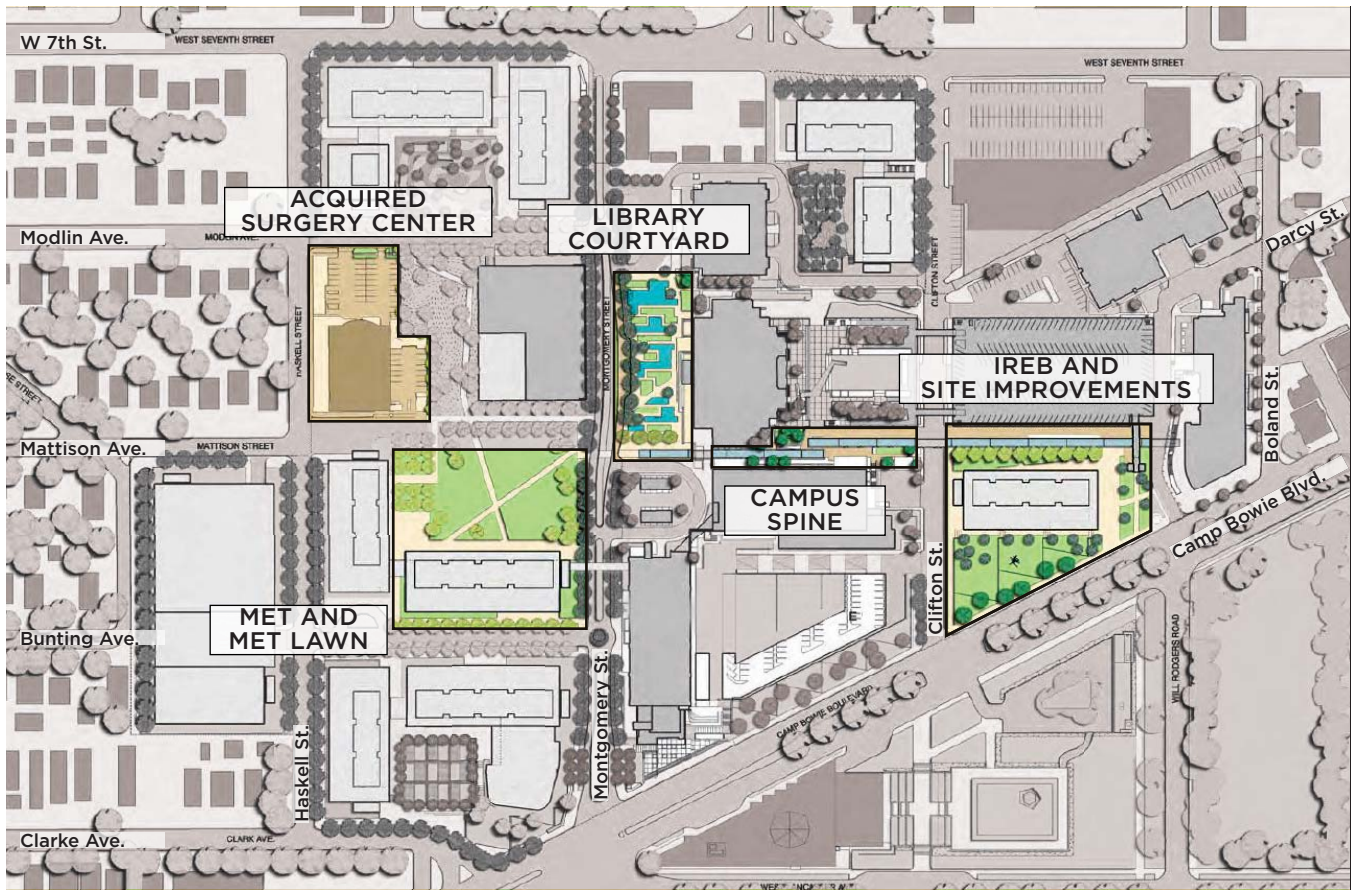 W 7th St.
WEST SEVENTH STREET
WEST SEVENTH STREET
ACQUIRED
SURGERY CENTER
LIBRARY
COURTYARD
Modlin Ave.
MODLIN AVE.
Darcy St.
CLIFTON STREET
HASKELL STREET
MONTGOMERY STREET
IREB AND
SITE IMPROVEMENTS
Boland St.
STREET
Mattison Ave.
MATTISON STREET
CAMPUS
SPINE
Camp Bowie Blvd.
Clifton St.
MET AND
MET LAWN
Bunting Ave.
WILL RODGERS ROAD
Montgomery St.
CAMP BOWIE BOULEVARD
Haskell St.
Clarke Ave.
CLARK AVE.